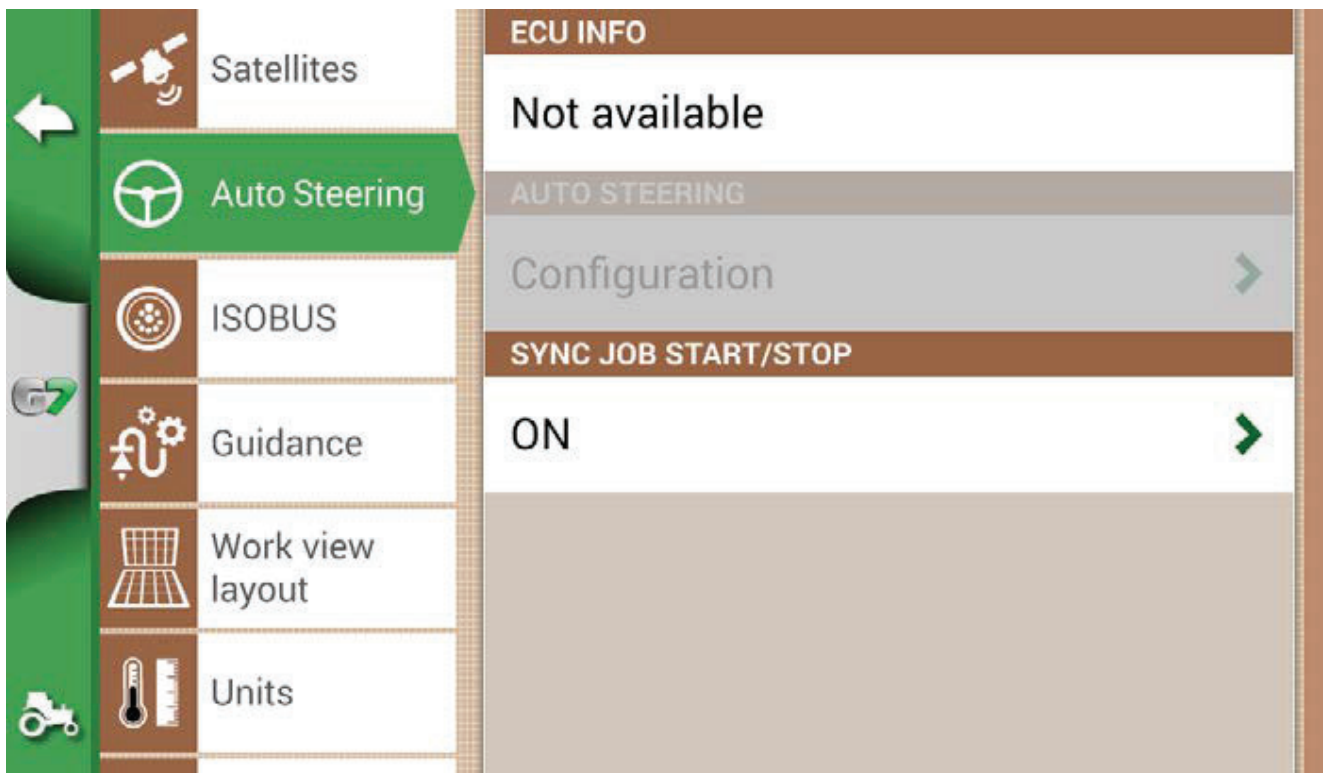 Satellites
Auto Steering
ISOBUS
G7
Guidance
Work view
layout
Units
ECU INFO
Not available
AUTO STEERING
Configuration
SYNC JOB START/STOP
ON